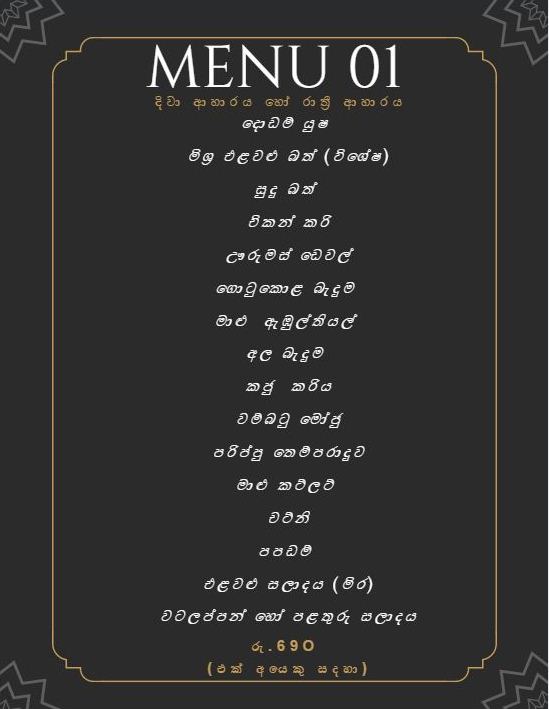 MENU 01
දිවා ආහාරය හෝ රාත්‍රී ආහාරය
දොඩම් යුෂ
මිශ්‍ර එළවළු බත් (විශේෂ)
සුදු බත්
චිකන් කරි
ඌරුමස් ඩෙවල්
ගොටුකොළ බැදුම
මාළු ඇඹුල්තියල්
අල බැදුම
කජු කරිය
වම්බටු මෝජු
පරිප්පු තෙම්පරාදුව
මාළු කට්ලට්
චට්නි
පපඩම්
එළවළු සලාදය (මිර)
වටලප්පන් හෝ පළතුරු සලාදය
රු.690
(එක් අයෙකු සදහා)